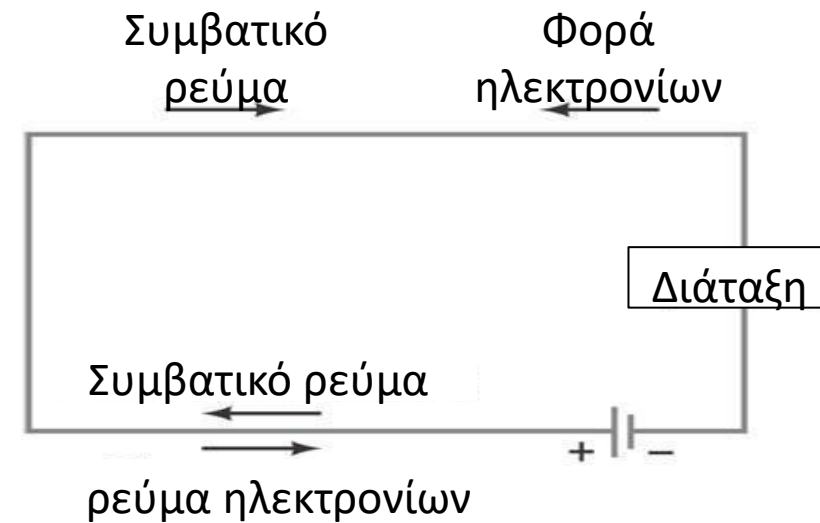 Συμβατικό
ρεύμα
Φορά
ηλεκτρονίων
Διάταξη
Συμβατικό ρεύμα
+ −
ρεύμα ηλεκτρονίων